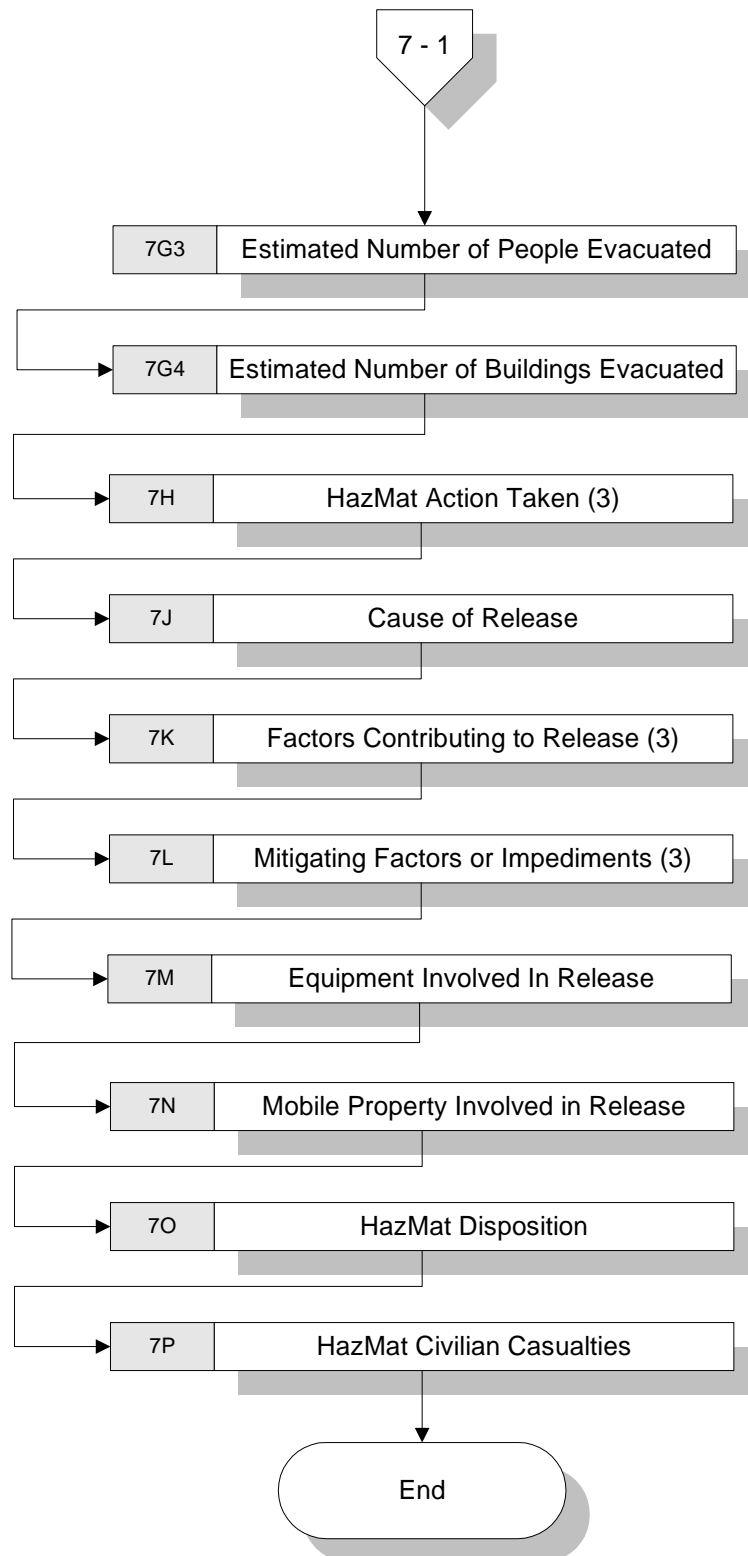 7 - 1
7G3 Estimated Number of People Evacuated
7G4 Estimated Number of Buildings Evacuated
7H HazMat Action Taken (3)
7J Cause of Release
7K Factors Contributing to Release (3)
7L Mitigating Factors or Impediments (3)
7M Equipment Involved In Release
7N Mobile Property Involved in Release
7O HazMat Disposition
7P HazMat Civilian Casualties
End